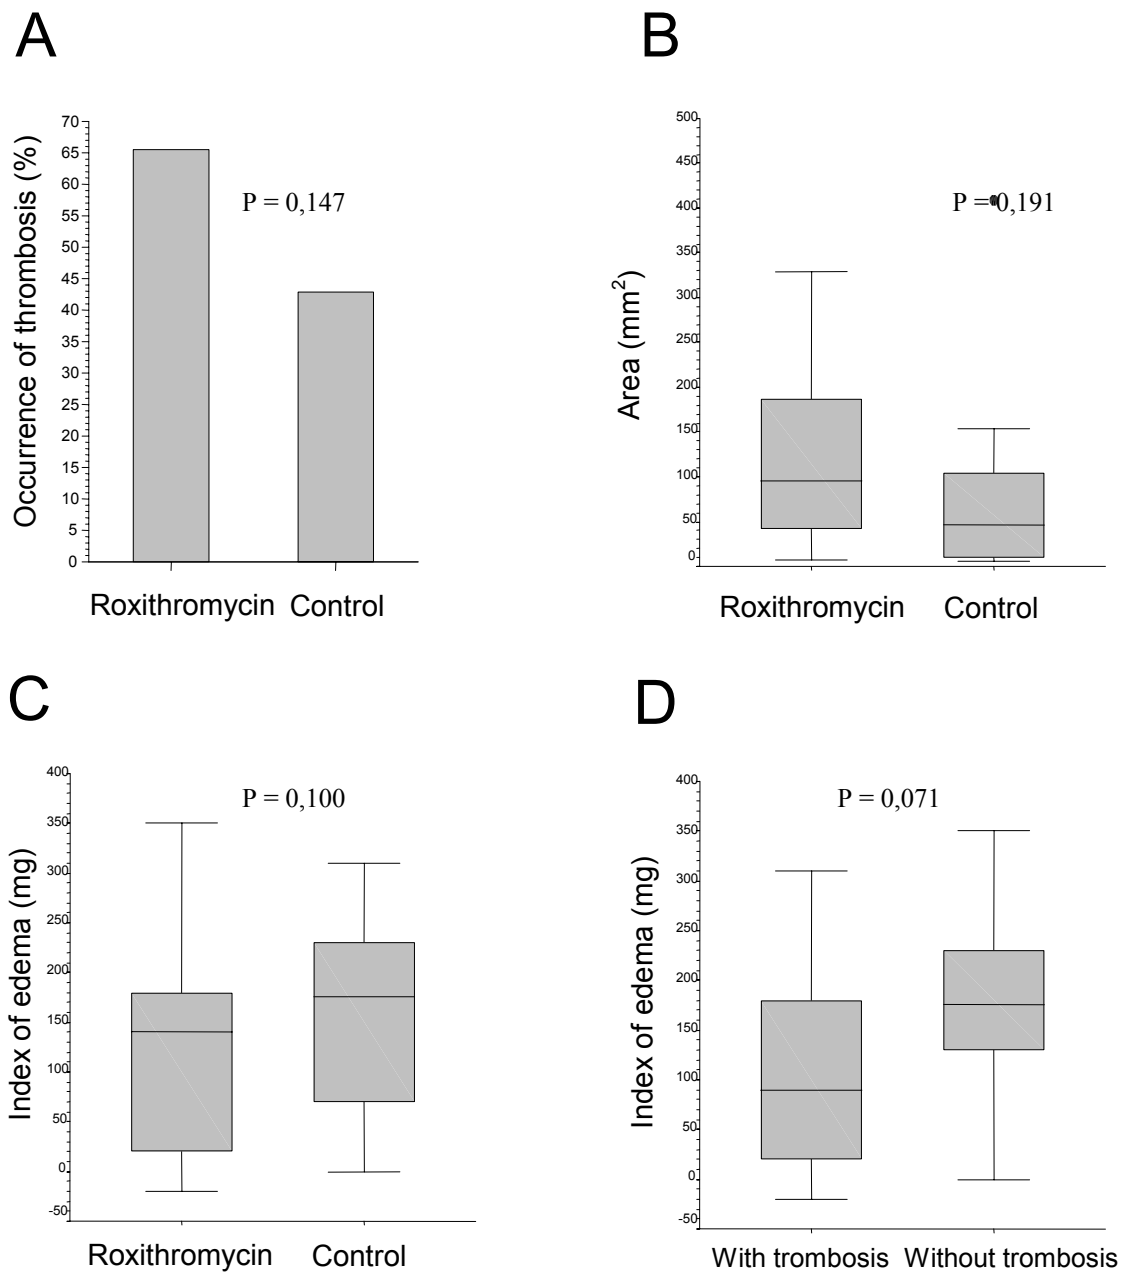 A
Occurrence of thrombosis (%)
70
65
60
55
50
45
40
35
30
25
20
15
10
5
0
P = 0,147
Roxithromycin Control
B
Area (mm²)
500
450
400
350
300
250
200
150
100
50
0
P = 0,191
Roxithromycin Control
C
Index of edema (mg)
400
350
300
250
200
150
100
50
0
-50
P = 0,100
Roxithromycin Control
D
Index of edema (mg)
400
350
300
250
200
150
100
50
0
-50
P = 0,071
With trombosis Without trombosis